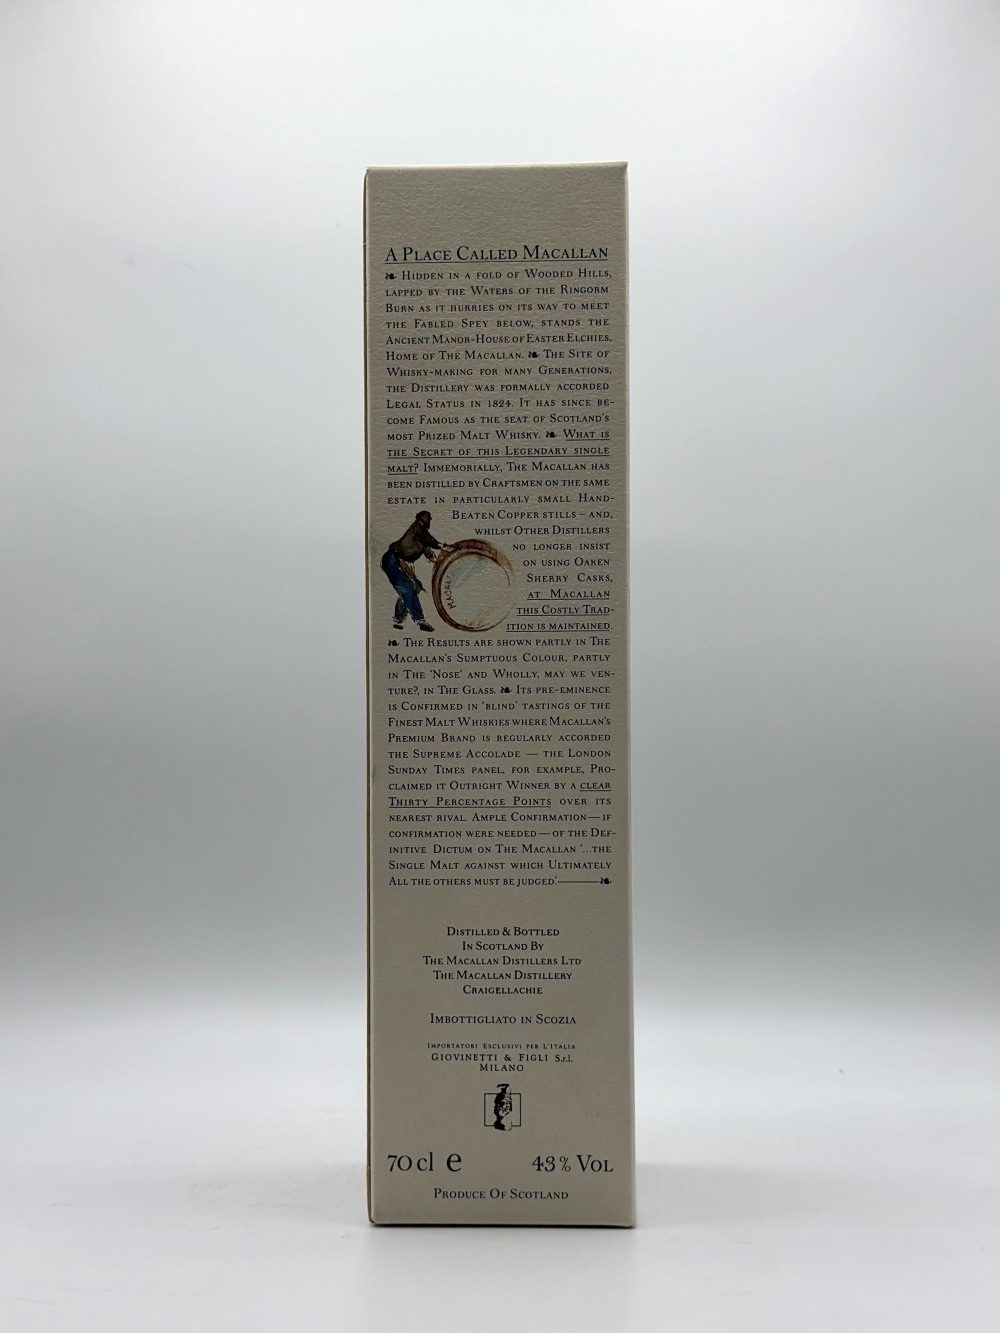 A PLACE CALLED MACALLAN
❧ HIDDEN IN A FOLD OF WOODED HILLS,
LAPPED BY THE WATERS OF THE RINGORM
BURN AS IT HURRIES ON ITS WAY TO MEET
THE FABLED SPEY BELOW, STANDS THE
ANCIENT MANOR-HOUSE OF EASTER ELCHIES,
HOME OF THE MACALLAN. ❧ THE SITE OF
WHISKY-MAKING FOR MANY GENERATIONS,
THE DISTILLERY WAS FORMALLY ACCORDED
LEGAL STATUS IN 1824. IT HAS SINCE BE-
COME FAMOUS AS THE SEAT OF SCOTLAND'S
MOST PRIZED MALT WHISKY. ❧ WHAT IS
THE SECRET OF THIS LEGENDARY SINGLE
MALT? IMMEMORIALLY, THE MACALLAN HAS
BEEN DISTILLED BY CRAFTSMEN ON THE SAME
ESTATE IN PARTICULARLY SMALL HAND-
BEATEN COPPER STILLS – AND,
WHILST OTHER DISTILLERS
NO LONGER INSIST
ON USING OAKEN
SHERRY CASKS,
AT MACALLAN
THIS COSTLY TRAD-
ITION IS MAINTAINED.
❧ THE RESULTS ARE SHOWN PARTLY IN THE
MACALLAN'S SUMPTUOUS COLOUR, PARTLY
IN THE 'NOSE' AND WHOLLY, MAY WE VEN-
TURE?, IN THE GLASS. ❧ ITS PRE-EMINENCE
IS CONFIRMED IN 'BLIND' TASTINGS OF THE
FINEST MALT WHISKIES WHERE MACALLAN'S
PREMIUM BRAND IS REGULARLY ACCORDED
THE SUPREME ACCOLADE — THE LONDON
SUNDAY TIMES PANEL, FOR EXAMPLE, PRO-
CLAIMED IT OUTRIGHT WINNER BY A CLEAR
THIRTY PERCENTAGE POINTS OVER ITS
NEAREST RIVAL. AMPLE CONFIRMATION — IF
CONFIRMATION WERE NEEDED — OF THE DEF-
INITIVE DICTUM ON THE MACALLAN '...THE
SINGLE MALT AGAINST WHICH ULTIMATELY
ALL THE OTHERS MUST BE JUDGED.' ——— ❧
DISTILLED & BOTTLED
IN SCOTLAND BY
THE MACALLAN DISTILLERS LTD
THE MACALLAN DISTILLERY
CRAIGELLACHIE
IMBOTTIGLIATO IN SCOZIA
IMPORTATORI ESCLUSIVI PER L'ITALIA
GIOVINETTI & FIGLI S.r.l.
MILANO
70 cl e 43% VOL
PRODUCE OF SCOTLAND